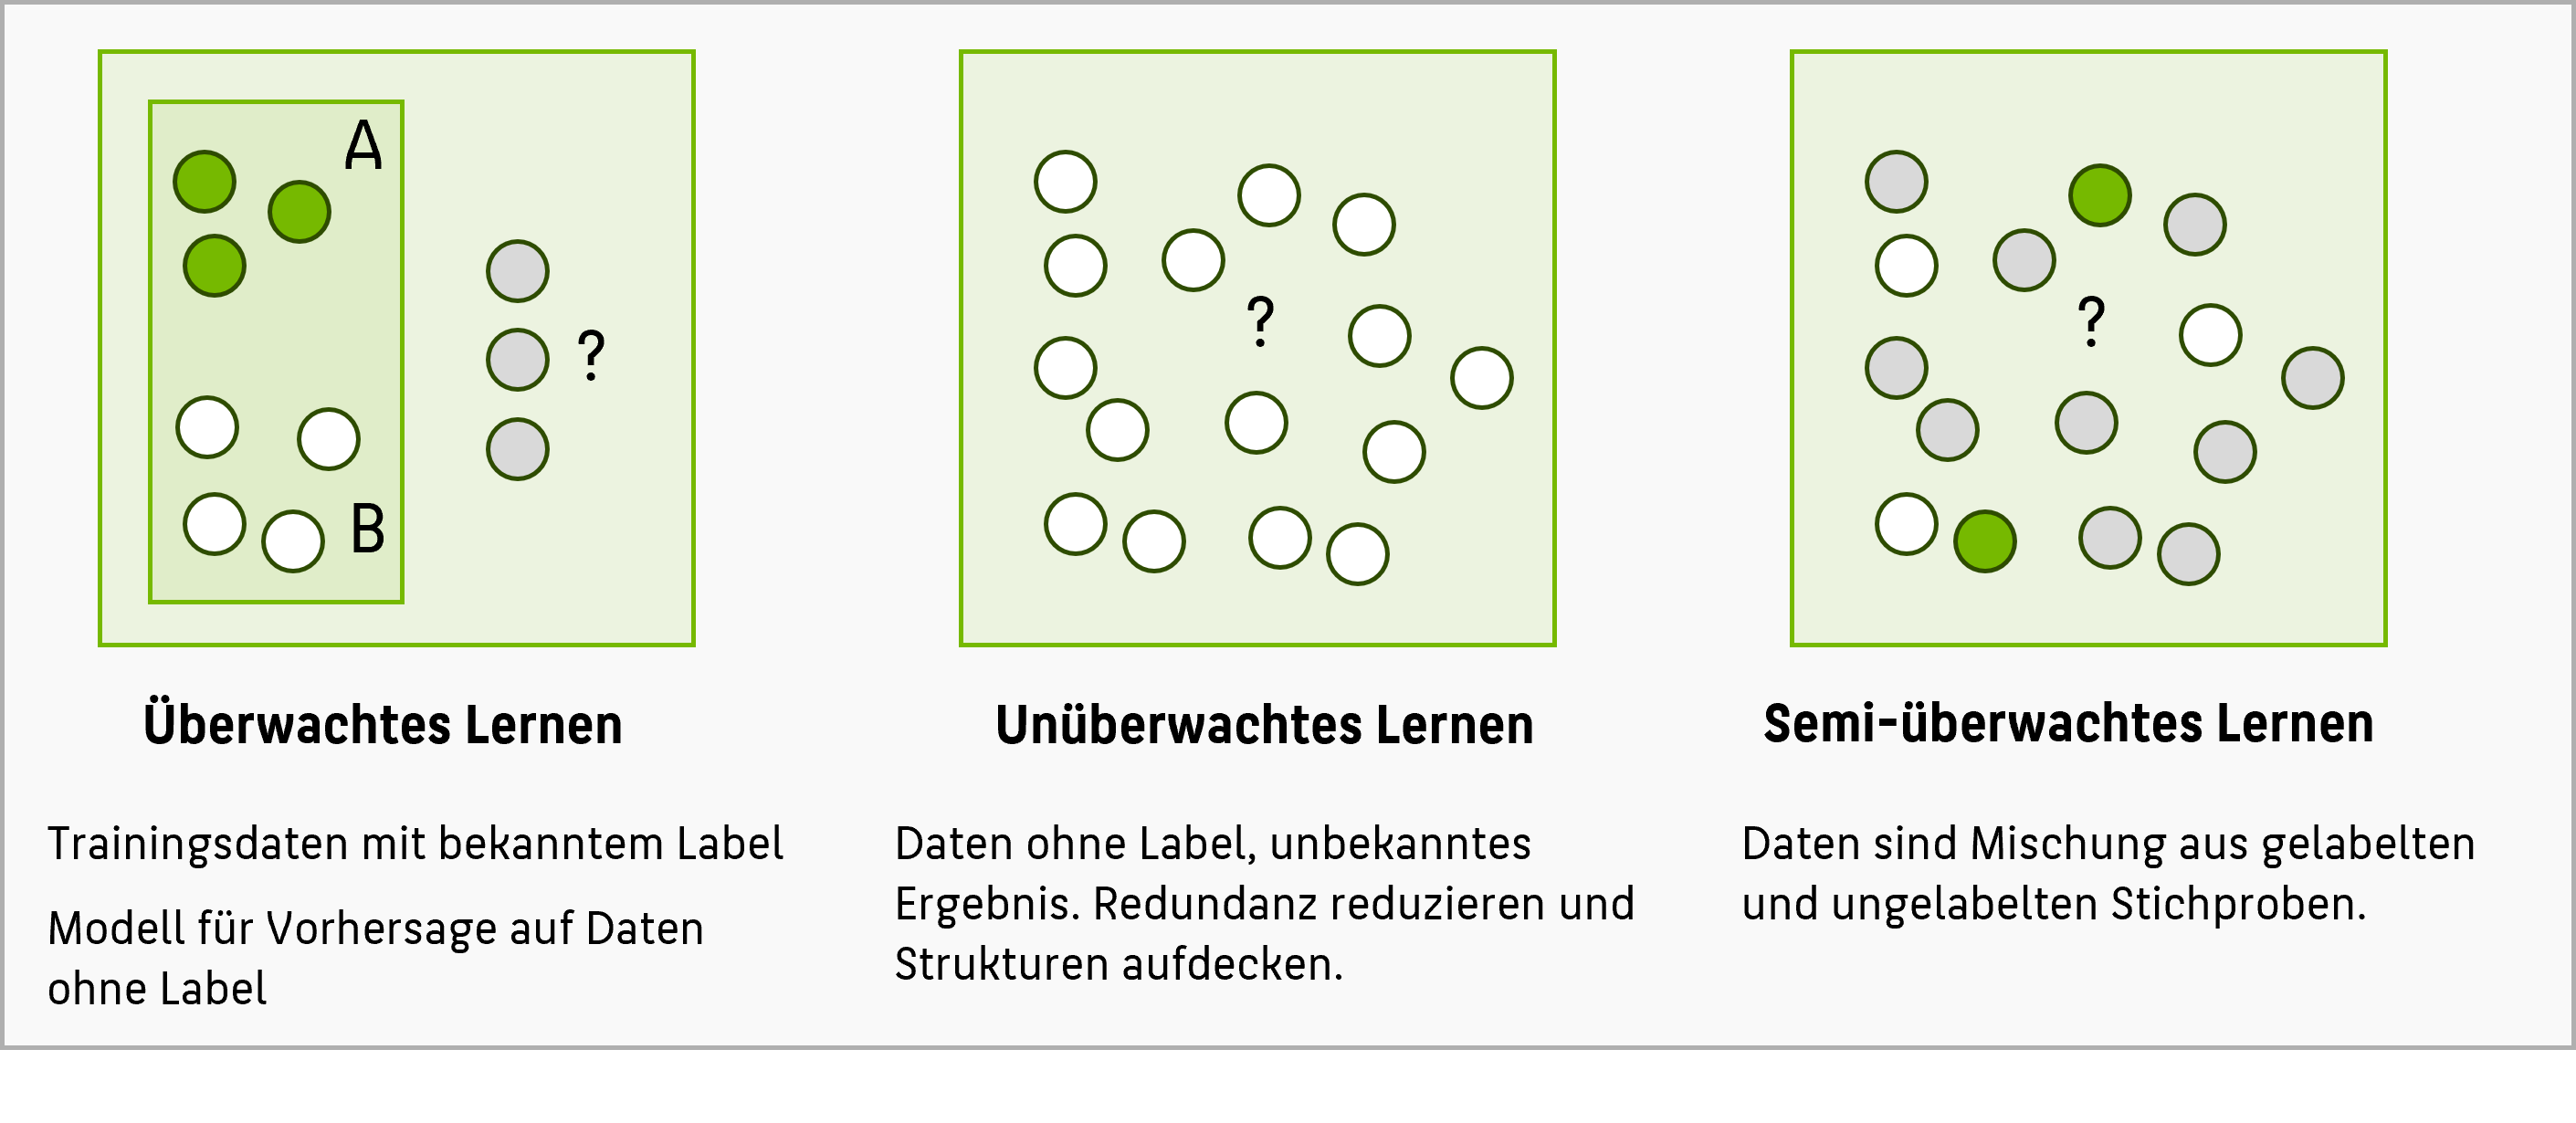 A
B
?
?
?
Überwachtes Lernen
Trainingsdaten mit bekanntem Label
Modell für Vorhersage auf Daten
ohne Label
Unüberwachtes Lernen
Daten ohne Label, unbekanntes
Ergebnis. Redundanz reduzieren und
Strukturen aufdecken.
Semi-überwachtes Lernen
Daten sind Mischung aus gelabelten
und ungelabelten Stichproben.